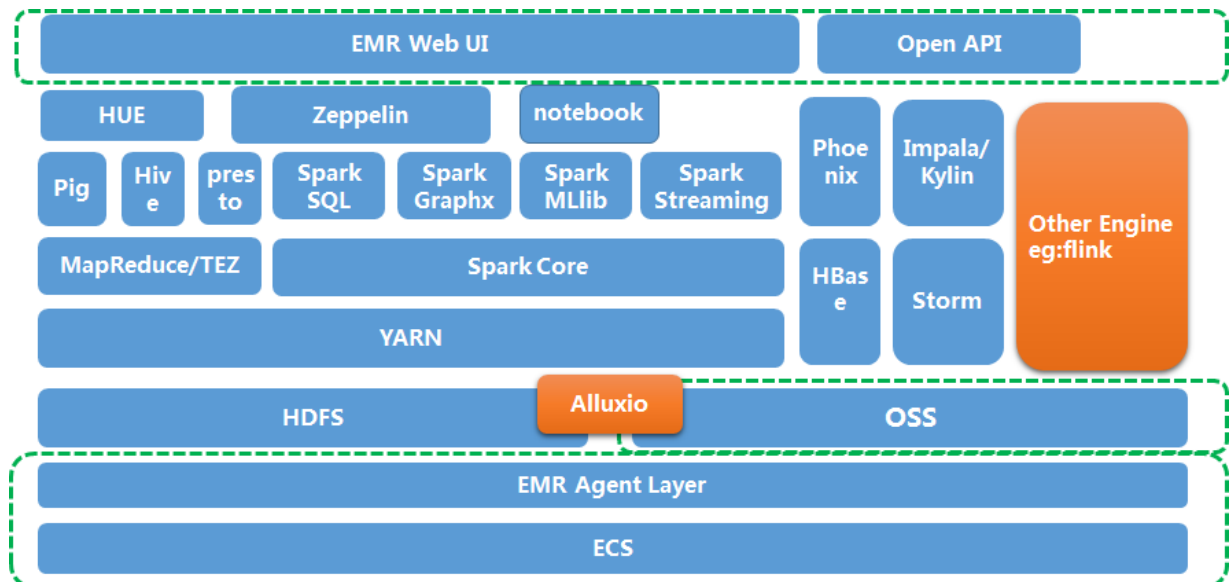 EMR Web UI
Open API
HUE
Zeppelin
notebook
Phoe
nix
Impala/
Kylin
Pig
Hiv
e
pres
to
Spark
SQL
Spark
Graphx
Spark
MLlib
Spark
Streaming
Other Engine
eg:flink
MapReduce/TEZ
Spark Core
HBas
e
Storm
YARN
HDFS
Alluxio
OSS
EMR Agent Layer
ECS